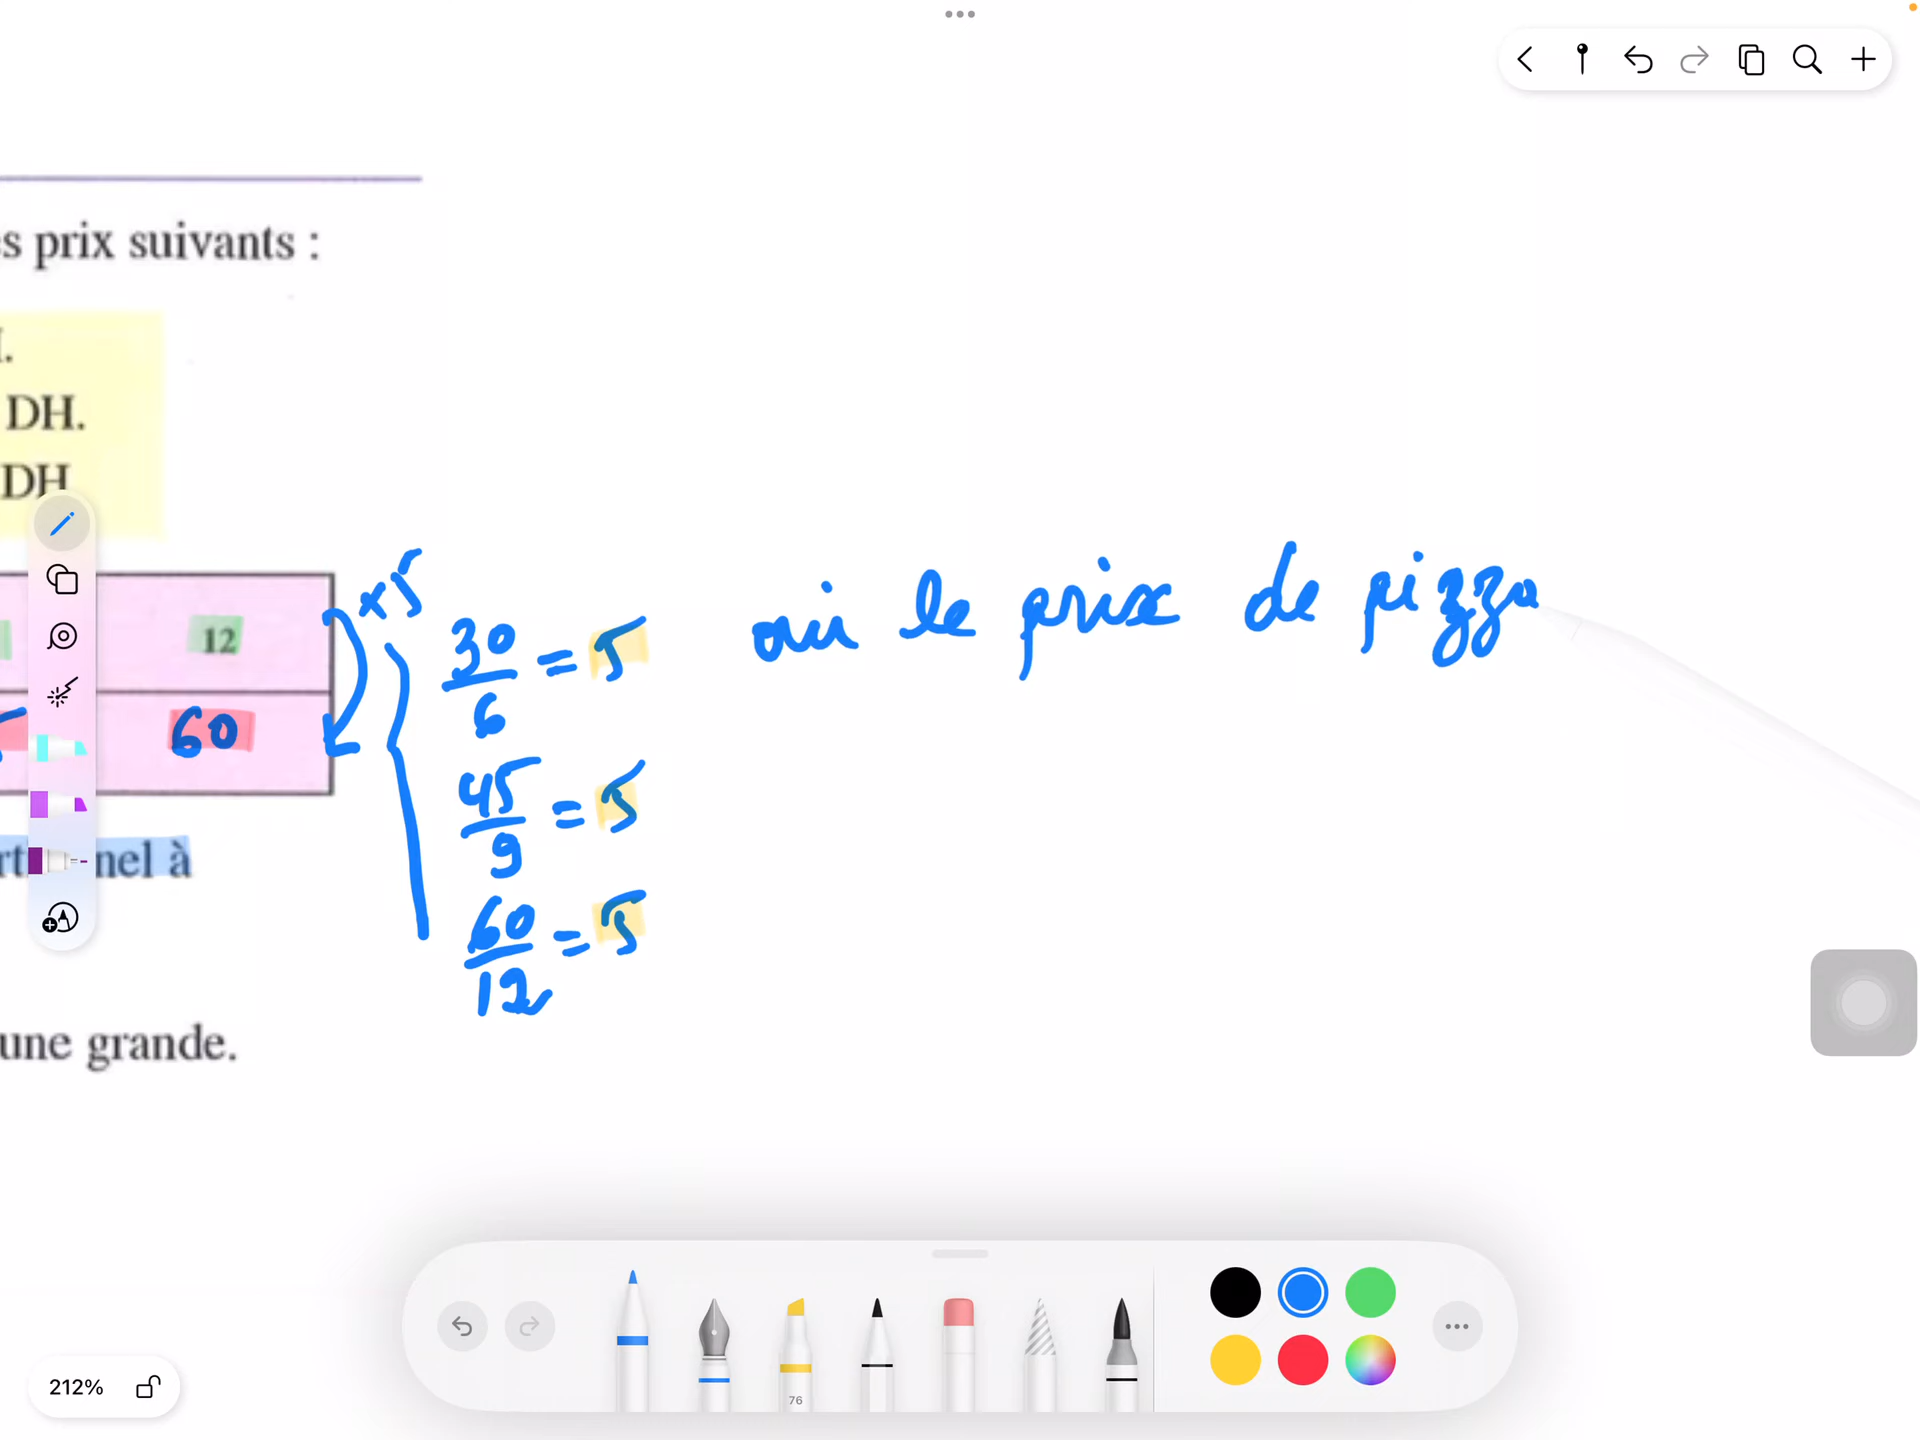 s prix suivants :
.
DH.
DH
×5
12
30/6 = 5
oui le prix de pizza
60
45/9 = 5
nel à
60/12 = 5
une grande.
76
212%